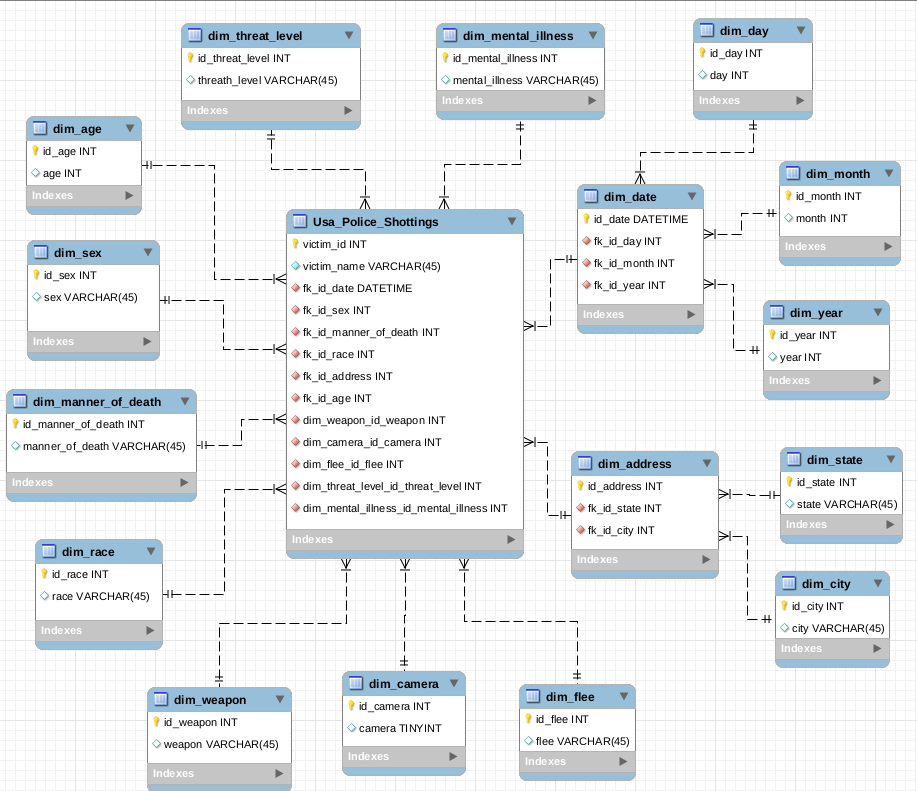 dim_threat_level
id_threat_level INT
threath_level VARCHAR(45)
Indexes
dim_mental_illness
id_mental_illness INT
mental_illness VARCHAR(45)
Indexes
dim_day
id_day INT
day INT
Indexes
dim_age
id_age INT
age INT
Indexes
dim_month
id_month INT
month INT
Indexes
dim_date
id_date DATETIME
fk_id_day INT
fk_id_month INT
fk_id_year INT
Indexes
Usa_Police_Shottings
victim_id INT
victim_name VARCHAR(45)
fk_id_date DATETIME
fk_id_sex INT
fk_id_manner_of_death INT
fk_id_race INT
fk_id_address INT
fk_id_age INT
dim_weapon_id_weapon INT
dim_camera_id_camera INT
dim_flee_id_flee INT
dim_threat_level_id_threat_level INT
dim_mental_illness_id_mental_illness INT
Indexes
dim_sex
id_sex INT
sex VARCHAR(45)
Indexes
dim_year
id_year INT
year INT
Indexes
dim_manner_of_death
id_manner_of_death INT
manner_of_death VARCHAR(45)
Indexes
dim_address
id_address INT
fk_id_state INT
fk_id_city INT
Indexes
dim_state
id_state INT
state VARCHAR(45)
Indexes
dim_race
id_race INT
race VARCHAR(45)
Indexes
dim_city
id_city INT
city VARCHAR(45)
Indexes
dim_weapon
id_weapon INT
weapon VARCHAR(45)
Indexes
dim_camera
id_camera INT
camera TINYINT
Indexes
dim_flee
id_flee INT
flee VARCHAR(45)
Indexes